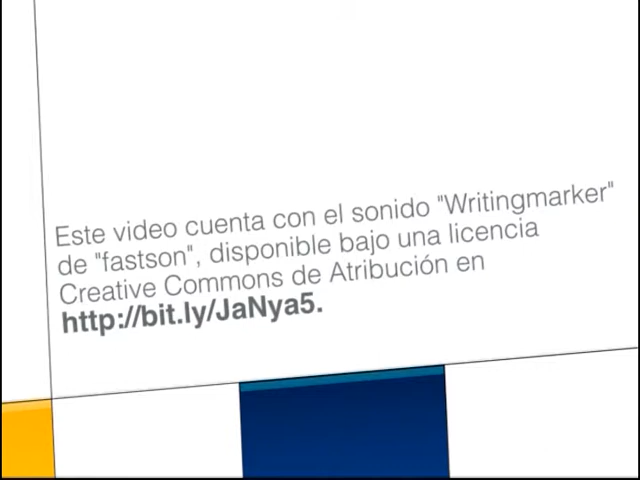 Este video cuenta con el sonido "Writingmarker"
de "fastson", disponible bajo una licencia
Creative Commons de Atribución en
http://bit.ly/JaNya5.